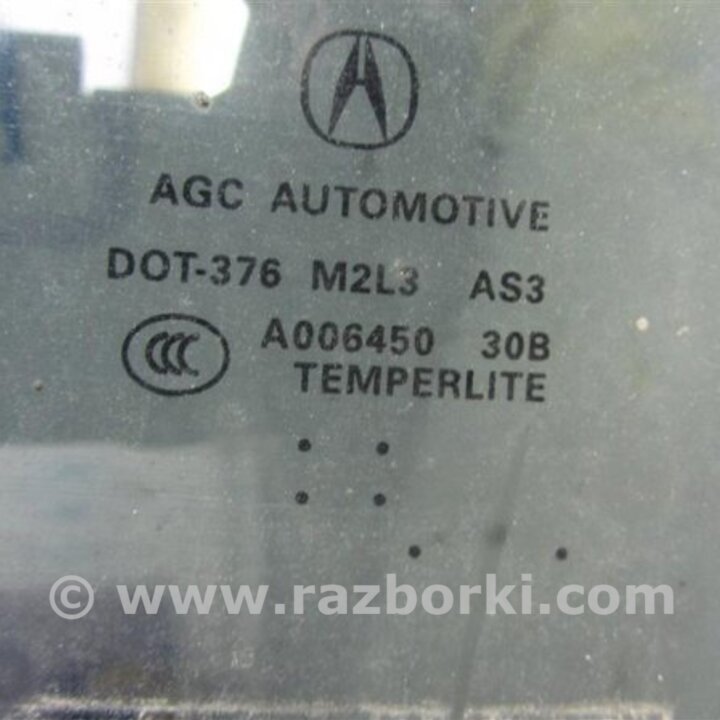 AGC AUTOMOTIVE
DOT-376 M2L3 AS3
CCC A006450 30B
TEMPERLITE
© www.razborki.com